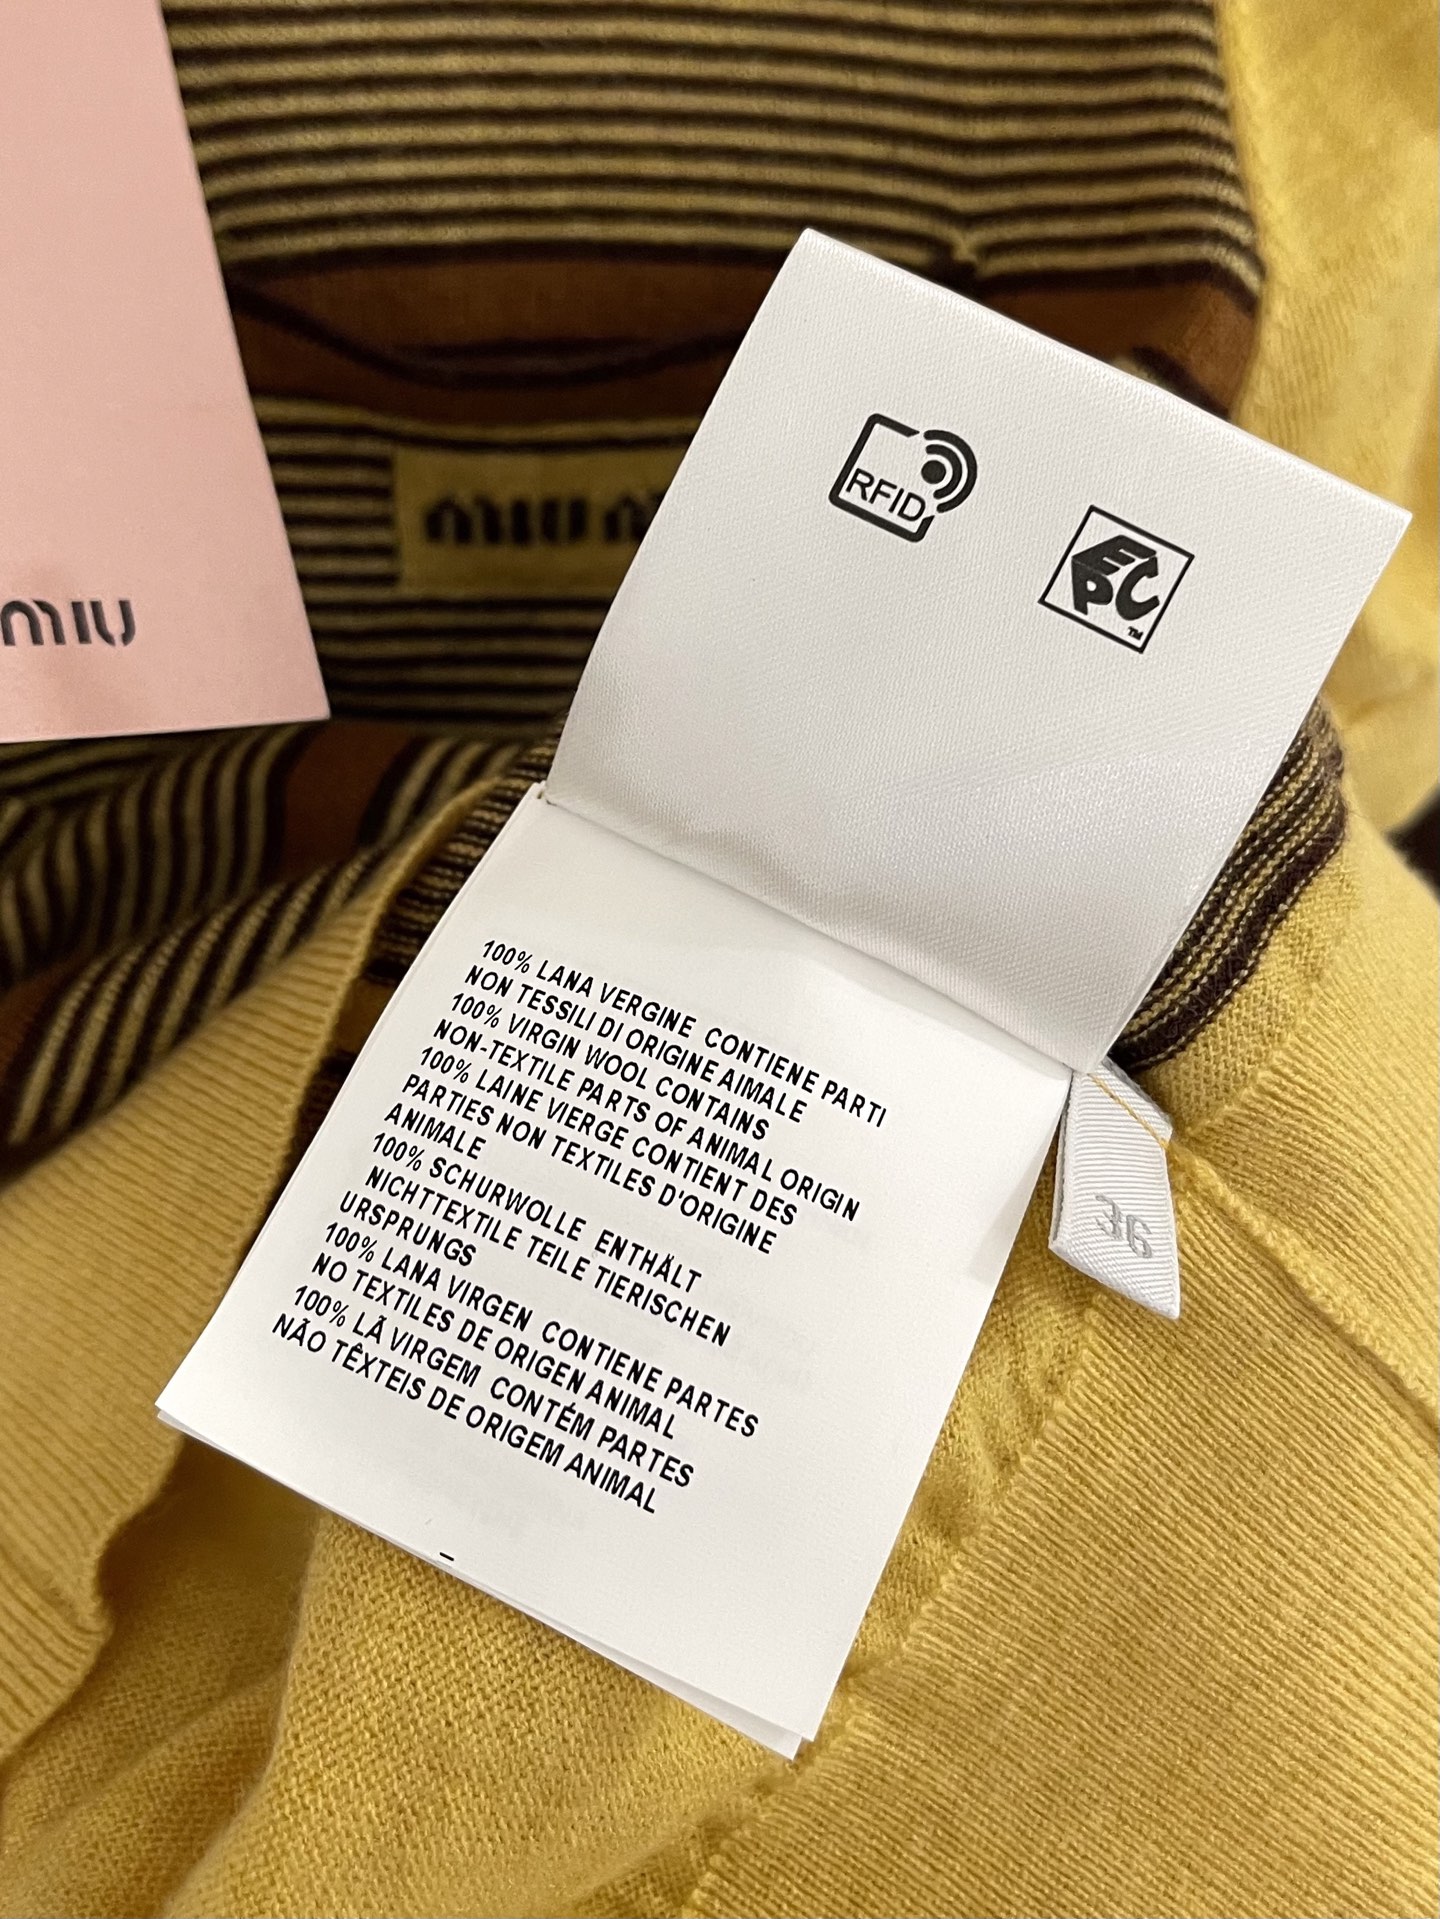 MIU
MIU
RFID
EPC
TM
100% LANA VERGINE CONTIENE PARTI
NON TESSILI DI ORIGINE AIMALE
100% VIRGIN WOOL CONTAINS
NON-TEXTILE PARTS OF ANIMAL ORIGIN
100% LAINE VIERGE CONTIENT DES
PARTIES NON TEXTILES D'ORIGINE
ANIMALE
100% SCHURWOLLE ENTHÄLT
NICHTTEXTILE TEILE TIERISCHEN
URSPRUNGS
100% LANA VIRGEN CONTIENE PARTES
NO TEXTILES DE ORIGEN ANIMAL
100% LÃ VIRGEM CONTÉM PARTES
NÃO TÊXTEIS DE ORIGEM ANIMAL
36